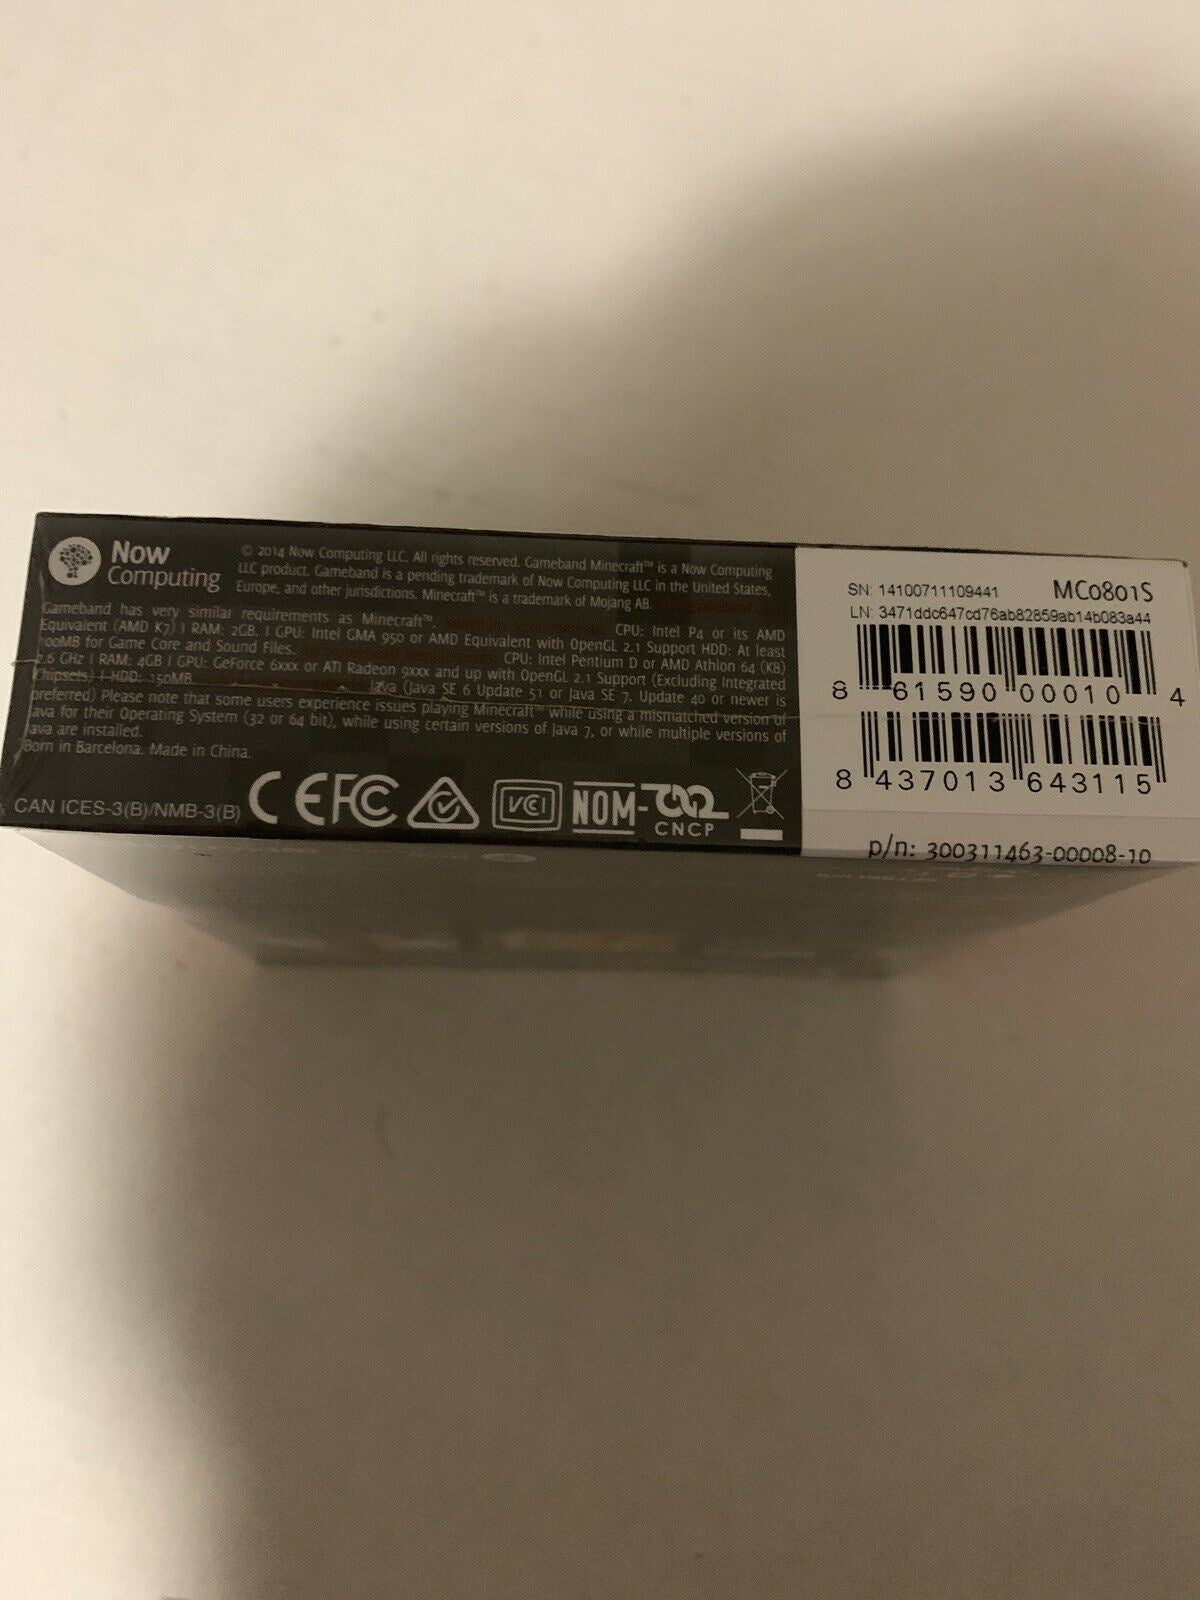 Now
Computing
© 2014 Now Computing LLC. All rights reserved. Gameband Minecraft™ is a Now Computing
LLC product. Gameband is a pending trademark of Now Computing LLC in the United States,
Europe, and other jurisdictions. Minecraft™ is a trademark of Mojang AB.
Gameband has very similar requirements as Minecraft™. CPU: Intel P4 or its AMD
Equivalent (AMD K7) | RAM: 2GB. | GPU: Intel GMA 950 or AMD Equivalent with OpenGL 2.1 Support HDD: At least
100MB for Game Core and Sound Files. CPU: Intel Pentium D or AMD Athlon 64 (K8)
2.6 GHz | RAM: 4GB | GPU: GeForce 6xxx or ATI Radeon 9xxx and up with OpenGL 2.1 Support (Excluding Integrated
Chipsets) | HDD: 150MB. Java (Java SE 6 Update 51 or Java SE 7. Update 40 or newer is
preferred) Please note that some users experience issues playing Minecraft™ while using a mismatched version of
Java for their Operating System (32 or 64 bit), while using certain versions of Java 7, or while multiple versions of
Java are installed.
Born in Barcelona. Made in China.
CAN ICES-3(B)/NMB-3(B) CE FC VCI NOM- CNCP
SN: 14100711109441 MC0801S
LN: 3471ddc647cd76ab82859ab14b083a44
8 61590 00010 4
8 437013 643115
p/n: 300311463-00008-10